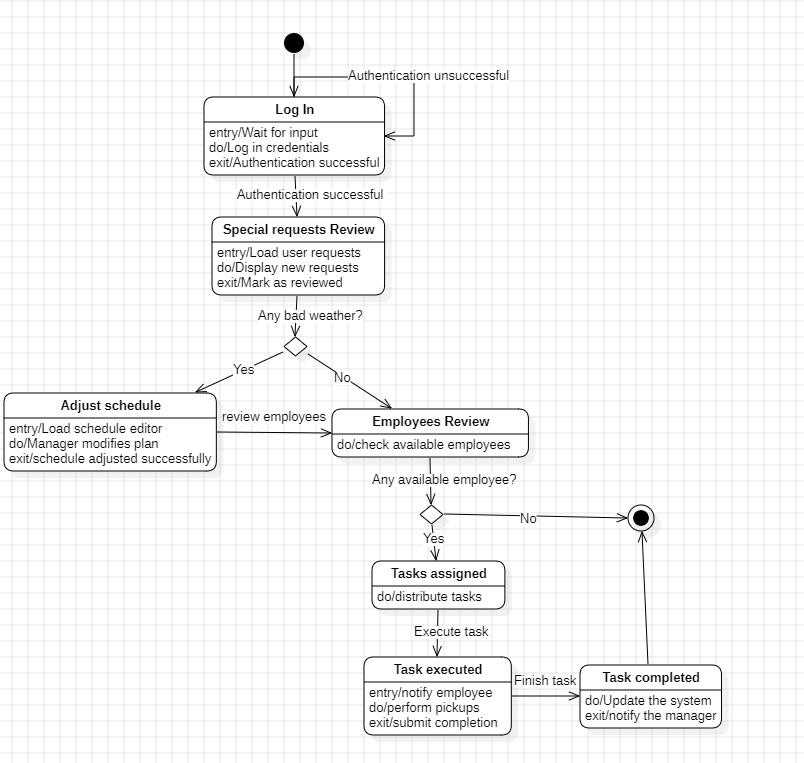 Authentication unsuccessful
Log In
entry/Wait for input
do/Log in credentials
exit/Authentication successful
Authentication successful
Special requests Review
entry/Load user requests
do/Display new requests
exit/Mark as reviewed
Any bad weather?
Yes
No
Adjust schedule
entry/Load schedule editor
do/Manager modifies plan
exit/schedule adjusted successfully
review employees
Employees Review
do/check available employees
Any available employee?
No
Yes
Tasks assigned
do/distribute tasks
Execute task
Task executed
entry/notify employee
do/perform pickups
exit/submit completion
Finish task
Task completed
do/Update the system
exit/notify the manager